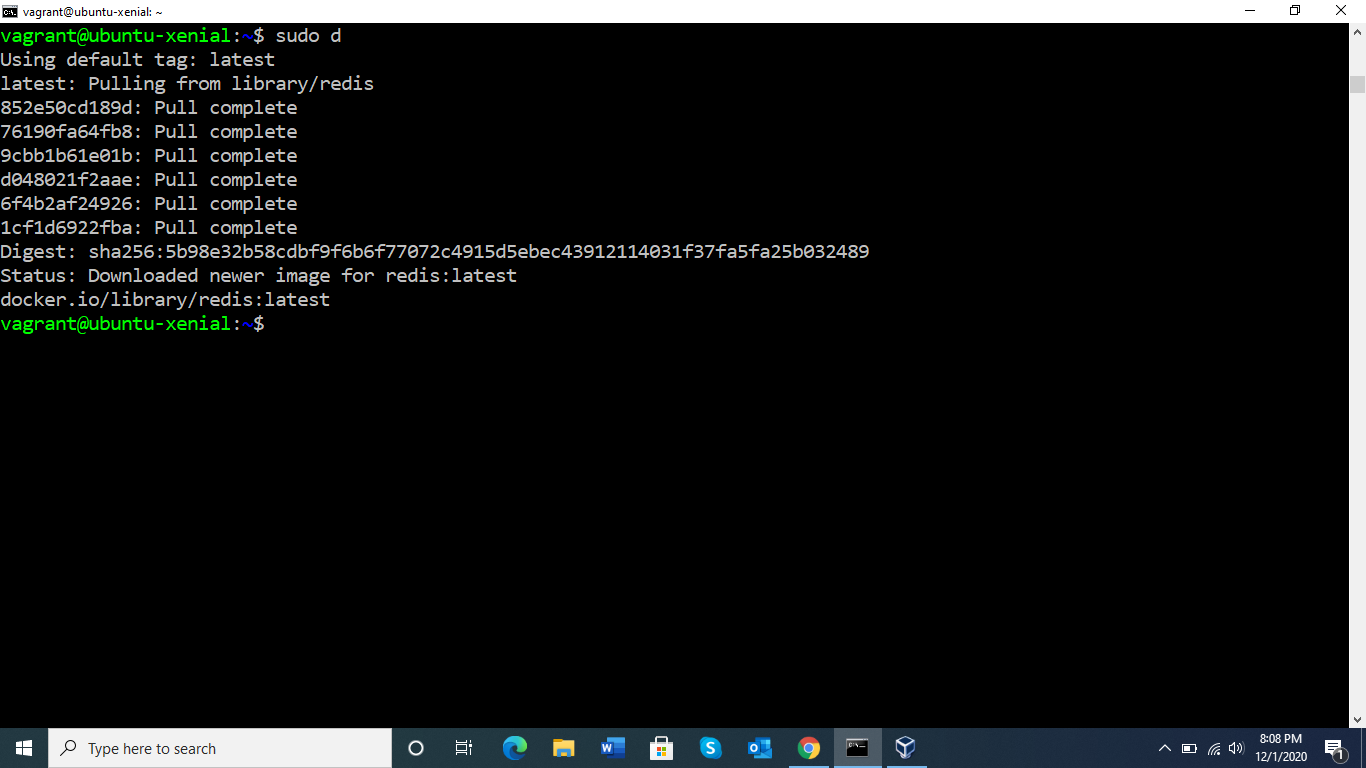 vagrant@ubuntu-xenial: ~
vagrant@ubuntu-xenial:~$ sudo d
Using default tag: latest
latest: Pulling from library/redis
852e50cd189d: Pull complete
76190fa64fb8: Pull complete
9cbb1b61e01b: Pull complete
d048021f2aae: Pull complete
6f4b2af24926: Pull complete
1cf1d6922fba: Pull complete
Digest: sha256:5b98e32b58cdbf9f6b6f77072c4915d5ebec43912114031f37fa5fa25b032489
Status: Downloaded newer image for redis:latest
docker.io/library/redis:latest
vagrant@ubuntu-xenial:~$
Type here to search
8:08 PM
12/1/2020
1